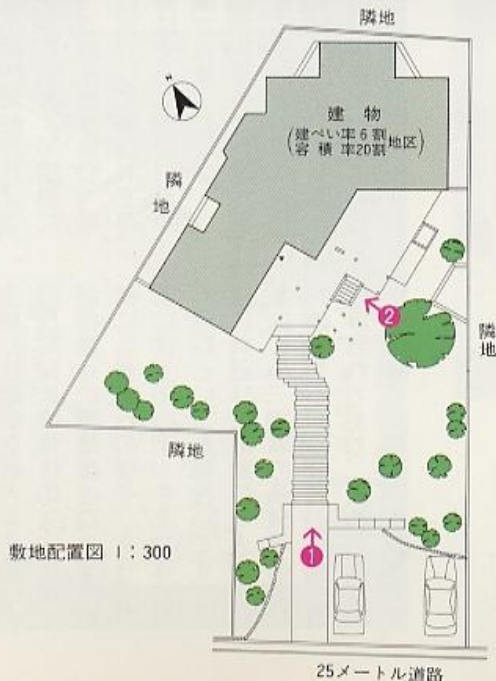 隣地
建物
(建ぺい率6割
容積率20割地区)
隣地
隣地
隣地
敷地配置図 1：300
25メートル道路
1
2
N